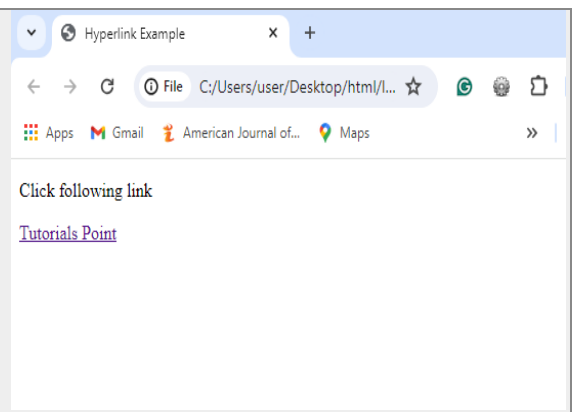 Hyperlink Example
File C:/Users/user/Desktop/html/l...
Apps Gmail American Journal of... Maps
Click following link
Tutorials Point